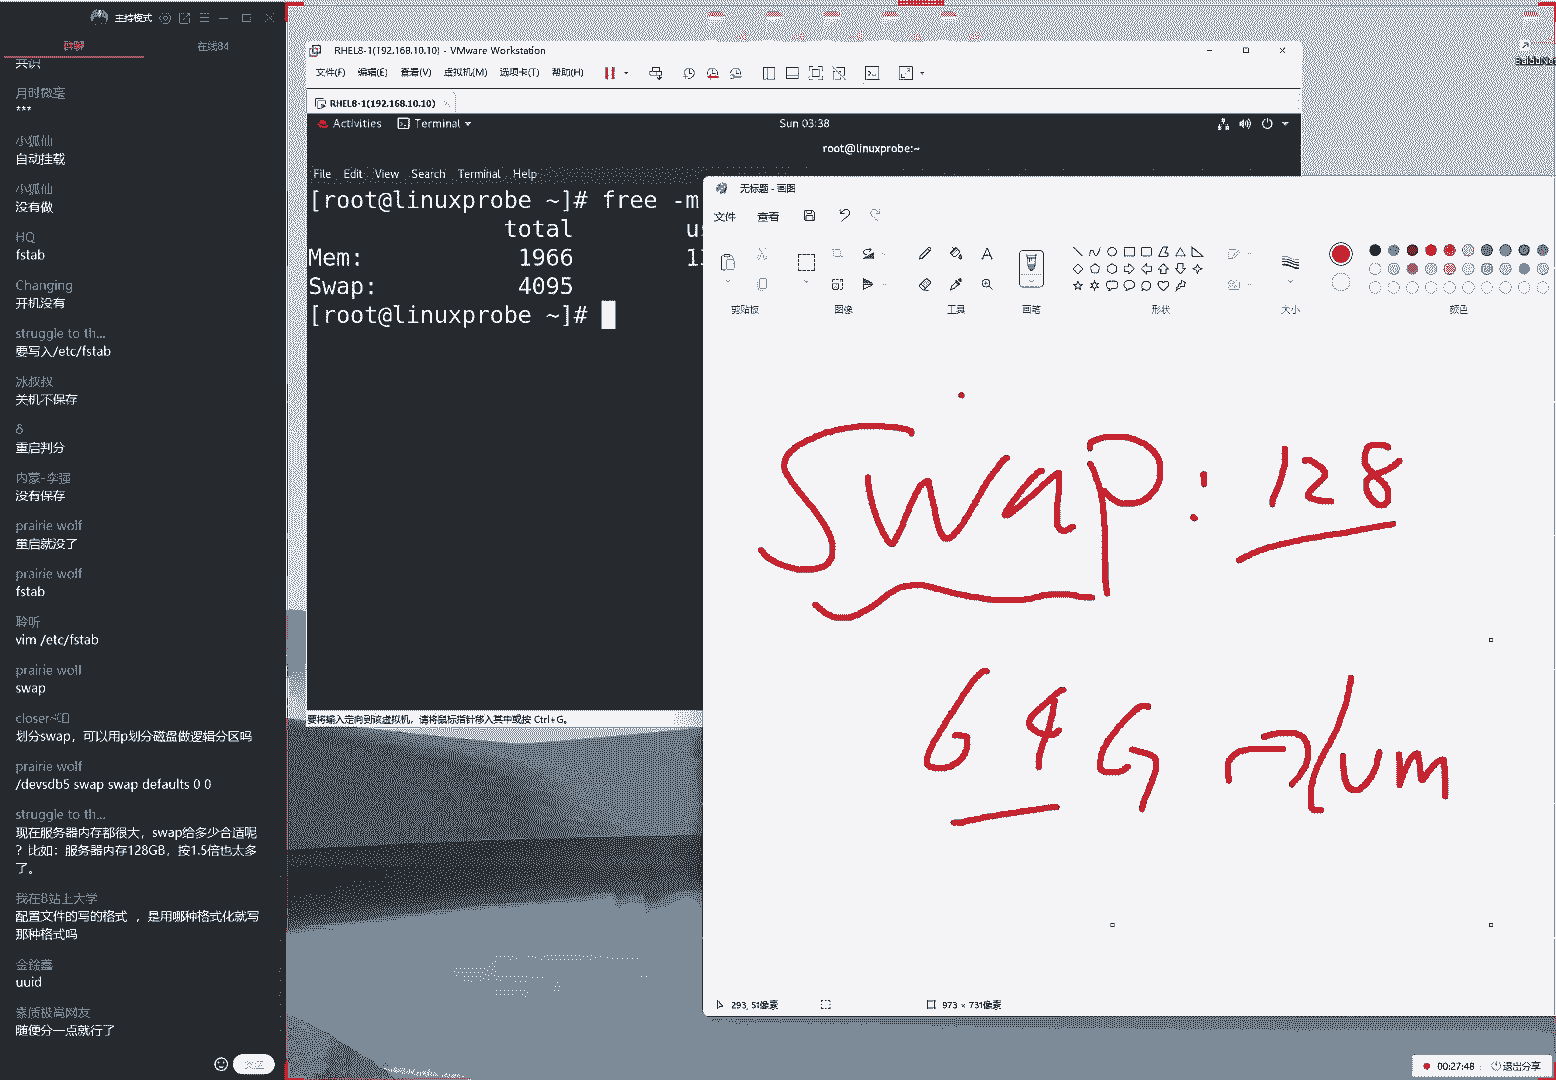 主持模式
群聊
在线84
共识
月时微鎏
***
小狐仙
自动挂载
小狐仙
没有做
HQ
fstab
Changing
开机没有
struggle to th...
要写入/etc/fstab
冰叔叔
关机不保存
δ
重启判分
内蒙-李强
没有保存
prairie wolf
重启就没了
prairie wolf
fstab
聆听
vim /etc/fstab
prairie wolf
swap
划分swap，可以用p划分磁盘做逻辑分区吗
prairie wolf
/devsdb5 swap swap defaults 0 0
struggle to th...
现在服务器内存都很大，swap给多少合适呢
？比如：服务器内存128GB，按1.5倍也太多
了。
我在B站上大学
配置文件的写的格式 ，是用哪种格式化就写
那种格式吗
uuid
素质极高网友
随便分一点就行了
RHEL8-1(192.168.10.10) - VMware Workstation
文件(F) 编辑(E) 查看(V) 虚拟机(M) 选项卡(T) 帮助(H)
RHEL8-1(192.168.10.10)
Activities Terminal Sun 03:38
root@linuxprobe:~
File Edit View Search Terminal Help
[root@linuxprobe ~]# free -m
total us
Mem: 1966 13
Swap: 4095
[root@linuxprobe ~]#
要将输入定向到该虚拟机，请将鼠标指针移入其中或按 Ctrl+G。
无标题 - 画图
文件 查看
剪贴板 图像 工具 画笔 形状 大小 颜色
Swap: 128
64G
293, 51像素 973 × 731像素
00:27:48 退出分享